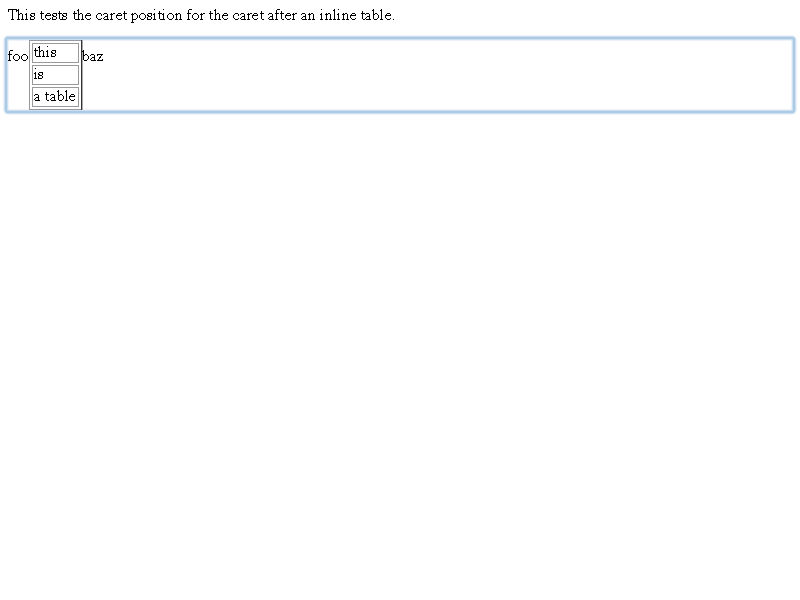 This tests the caret position for the caret after an inline table.
foo this baz
is
a table